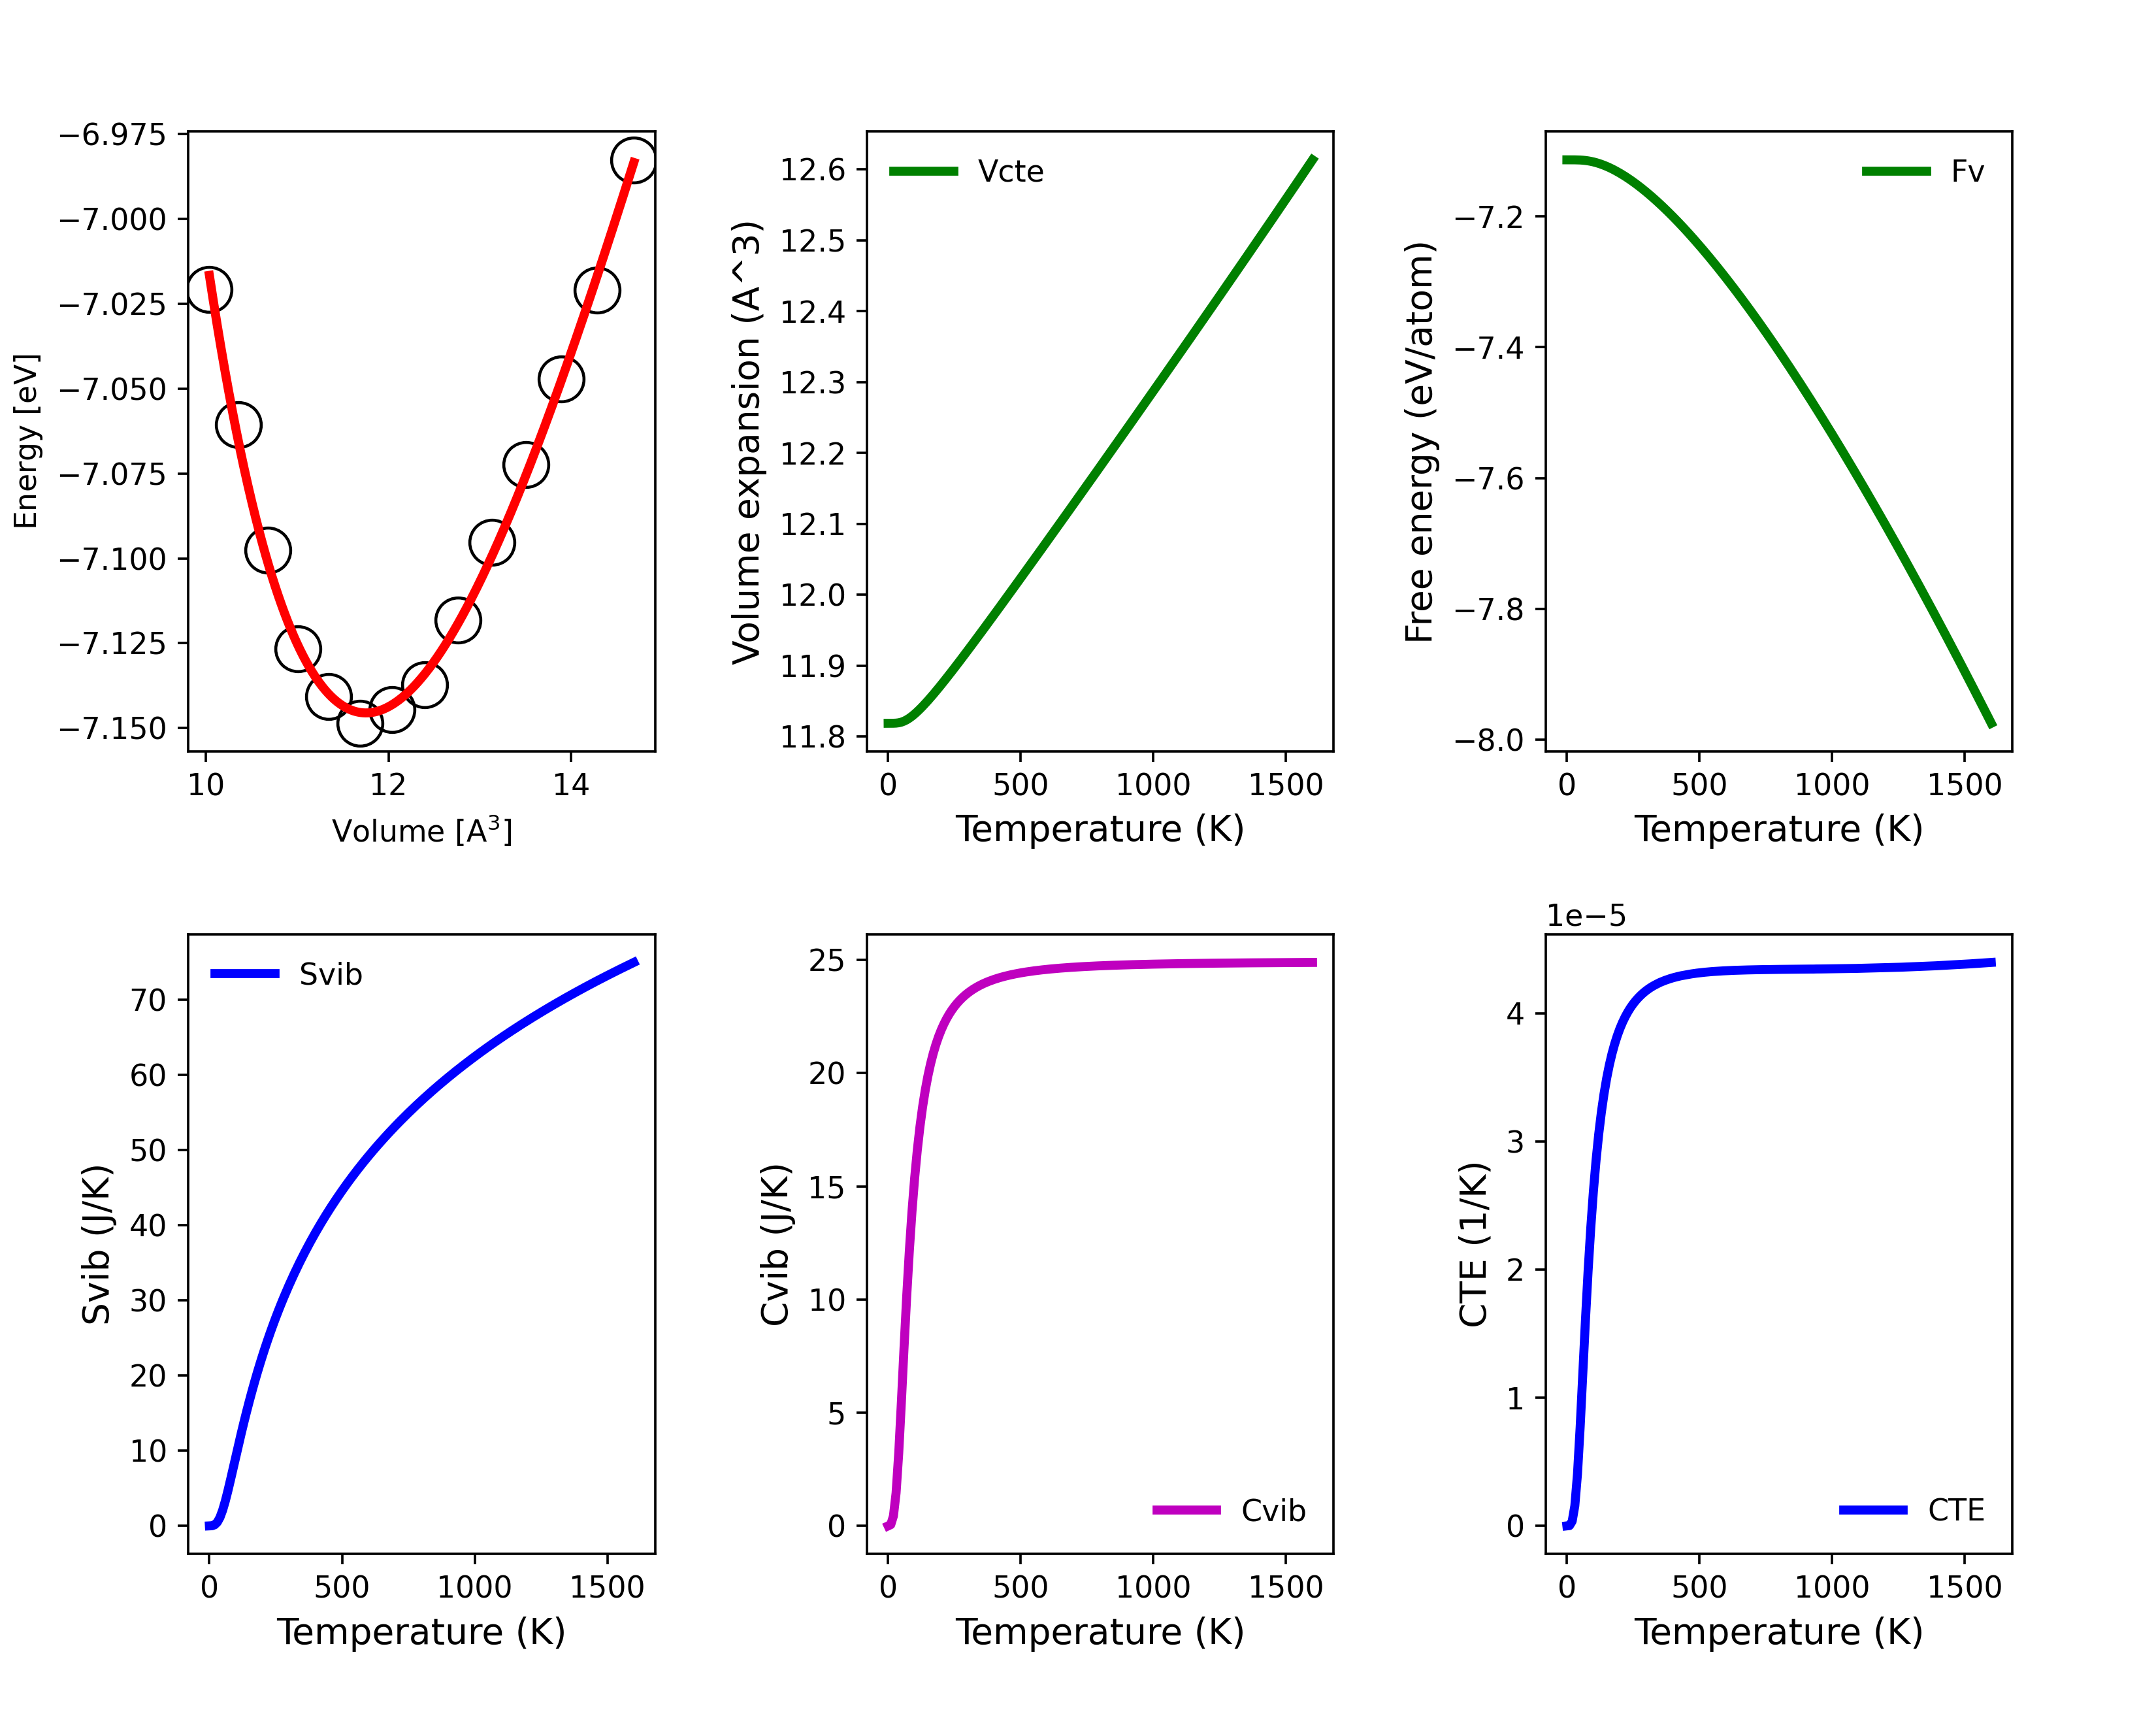 −6.975
−7.000
−7.025
−7.050
−7.075
−7.100
−7.125
−7.150
Energy [eV]
10 12 14
Volume [A³]
Vcte
12.6
12.5
12.4
12.3
12.2
12.1
12.0
11.9
11.8
Volume expansion (A^3)
0 500 1000 1500
Temperature (K)
Fv
−7.2
−7.4
−7.6
−7.8
−8.0
Free energy (eV/atom)
0 500 1000 1500
Temperature (K)
Svib
70
60
50
40
30
20
10
0
Svib (J/K)
0 500 1000 1500
Temperature (K)
25
20
15
10
5
0
Cvib (J/K)
Cvib
0 500 1000 1500
Temperature (K)
1e−5
4
3
2
1
0
CTE (1/K)
CTE
0 500 1000 1500
Temperature (K)